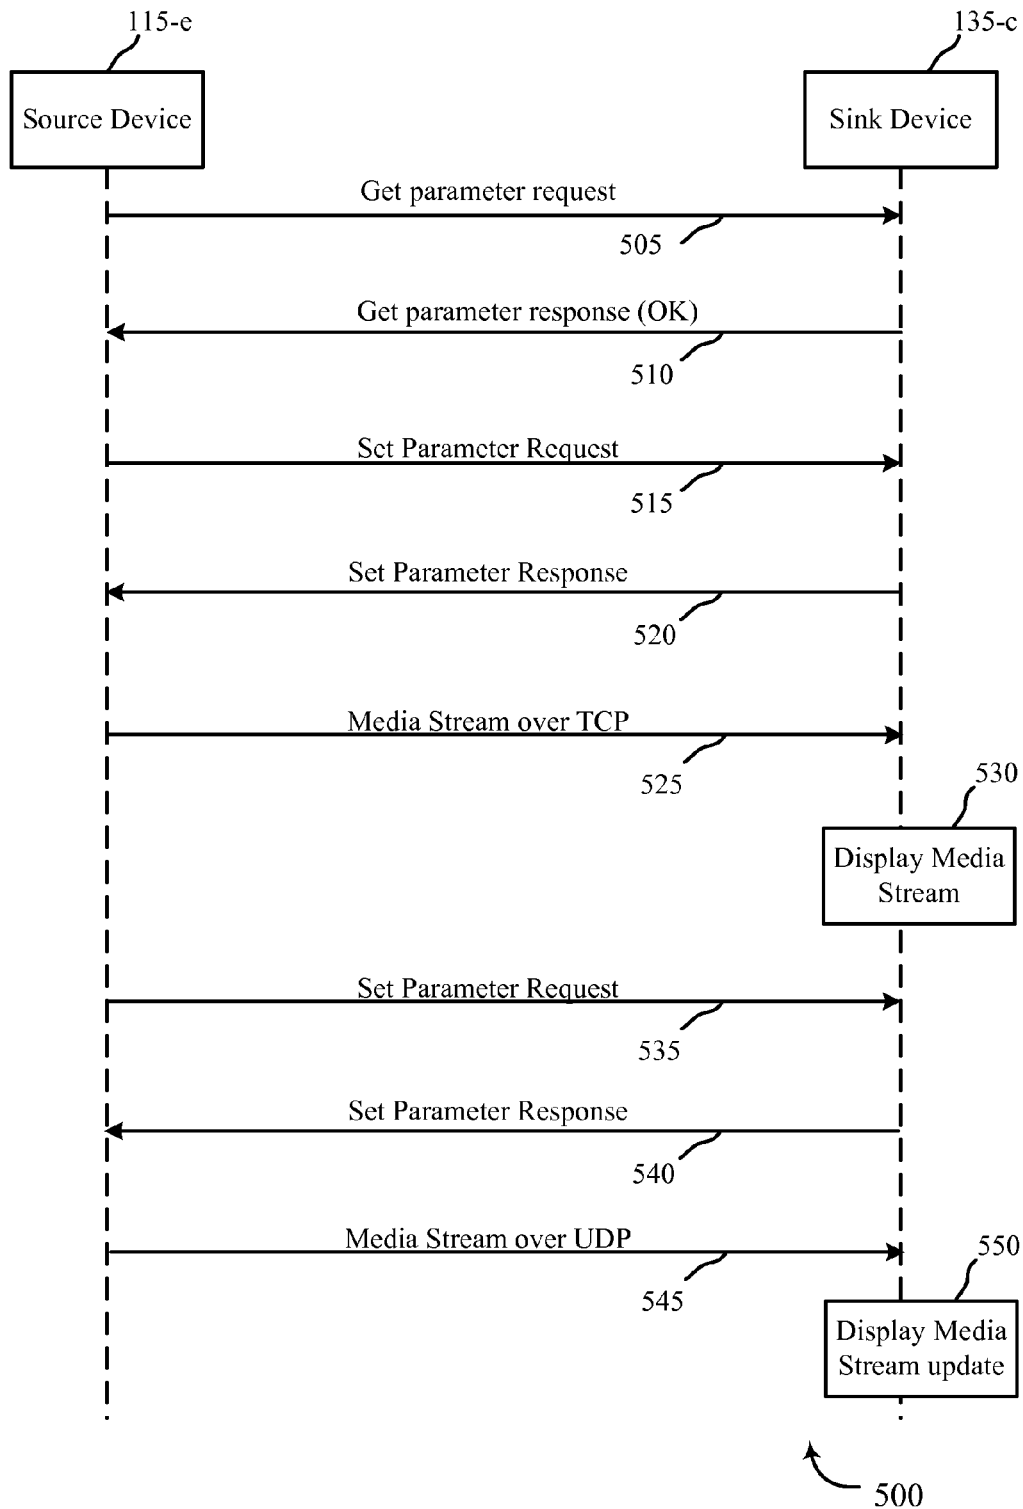 115-e
135-c
Source Device
Sink Device
Get parameter request
505
Get parameter response (OK)
510
Set Parameter Request
515
Set Parameter Response
520
Media Stream over TCP
525
530
Display Media
Stream
Set Parameter Request
535
Set Parameter Response
540
Media Stream over UDP
545
550
Display Media
Stream update
500